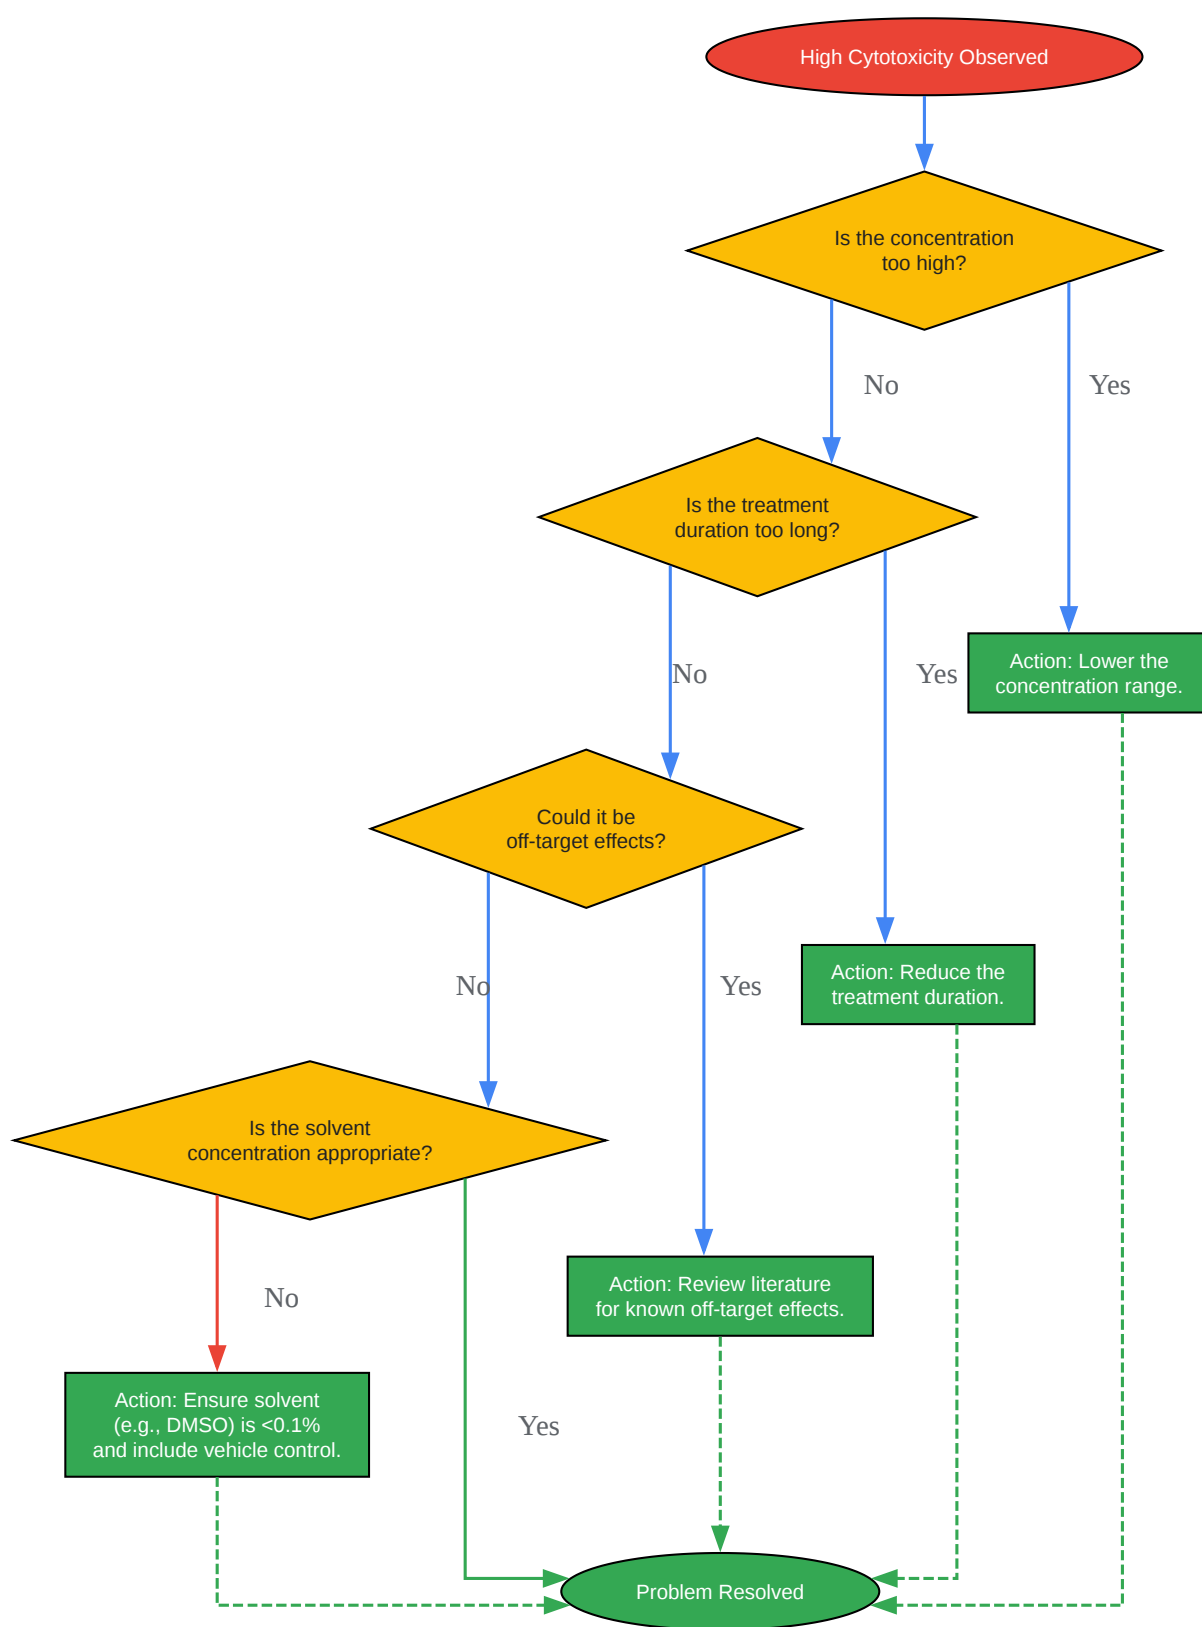 High Cytotoxicity Observed
Is the concentration
too high?
No
Yes
Is the treatment
duration too long?
No
Yes
Action: Lower the
concentration range.
Could it be
off-target effects?
No
Yes
Action: Reduce the
treatment duration.
Is the solvent
concentration appropriate?
No
Yes
Action: Review literature
for known off-target effects.
Action: Ensure solvent
(e.g., DMSO) is <0.1%
and include vehicle control.
Problem Resolved